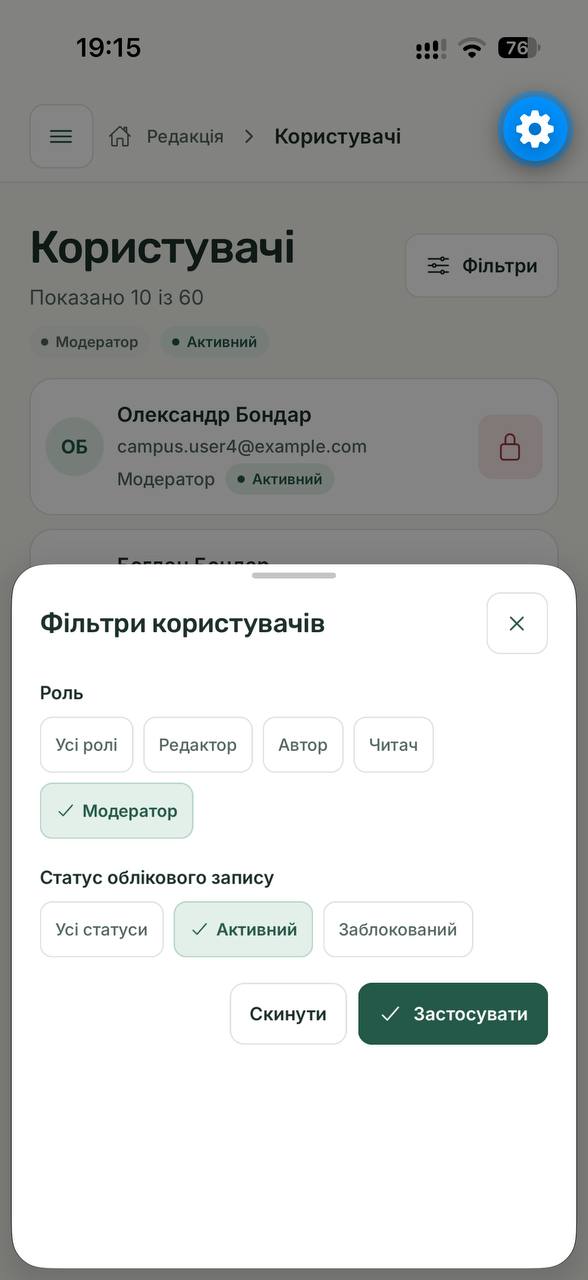 19:15
76
Редакція
Користувачі
Користувачі
Фільтри
Показано 10 із 60
Модератор
Активний
ОБ
Олександр Бондар
campus.user4@example.com
Модератор
Активний
Фільтри користувачів
Роль
Усі ролі
Редактор
Автор
Читач
Модератор
Статус облікового запису
Усі статуси
Активний
Заблокований
Скинути
Застосувати